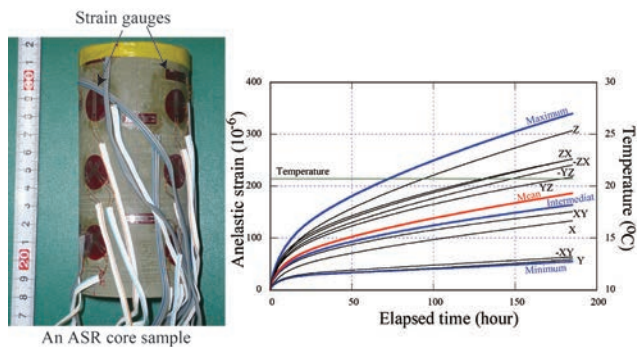 Strain gauges
An ASR core sample
400
300
200
100
0
Anelastic strain (10⁻⁶)
30
25
20
15
10
Temperature (⁰C)
0
50
100
150
200
Elapsed time (hour)
Maximum
Z
ZX
-ZX
-YZ
YZ
Temperature
Mean
Intermediat
XY
X
-XY
Y
Minimum